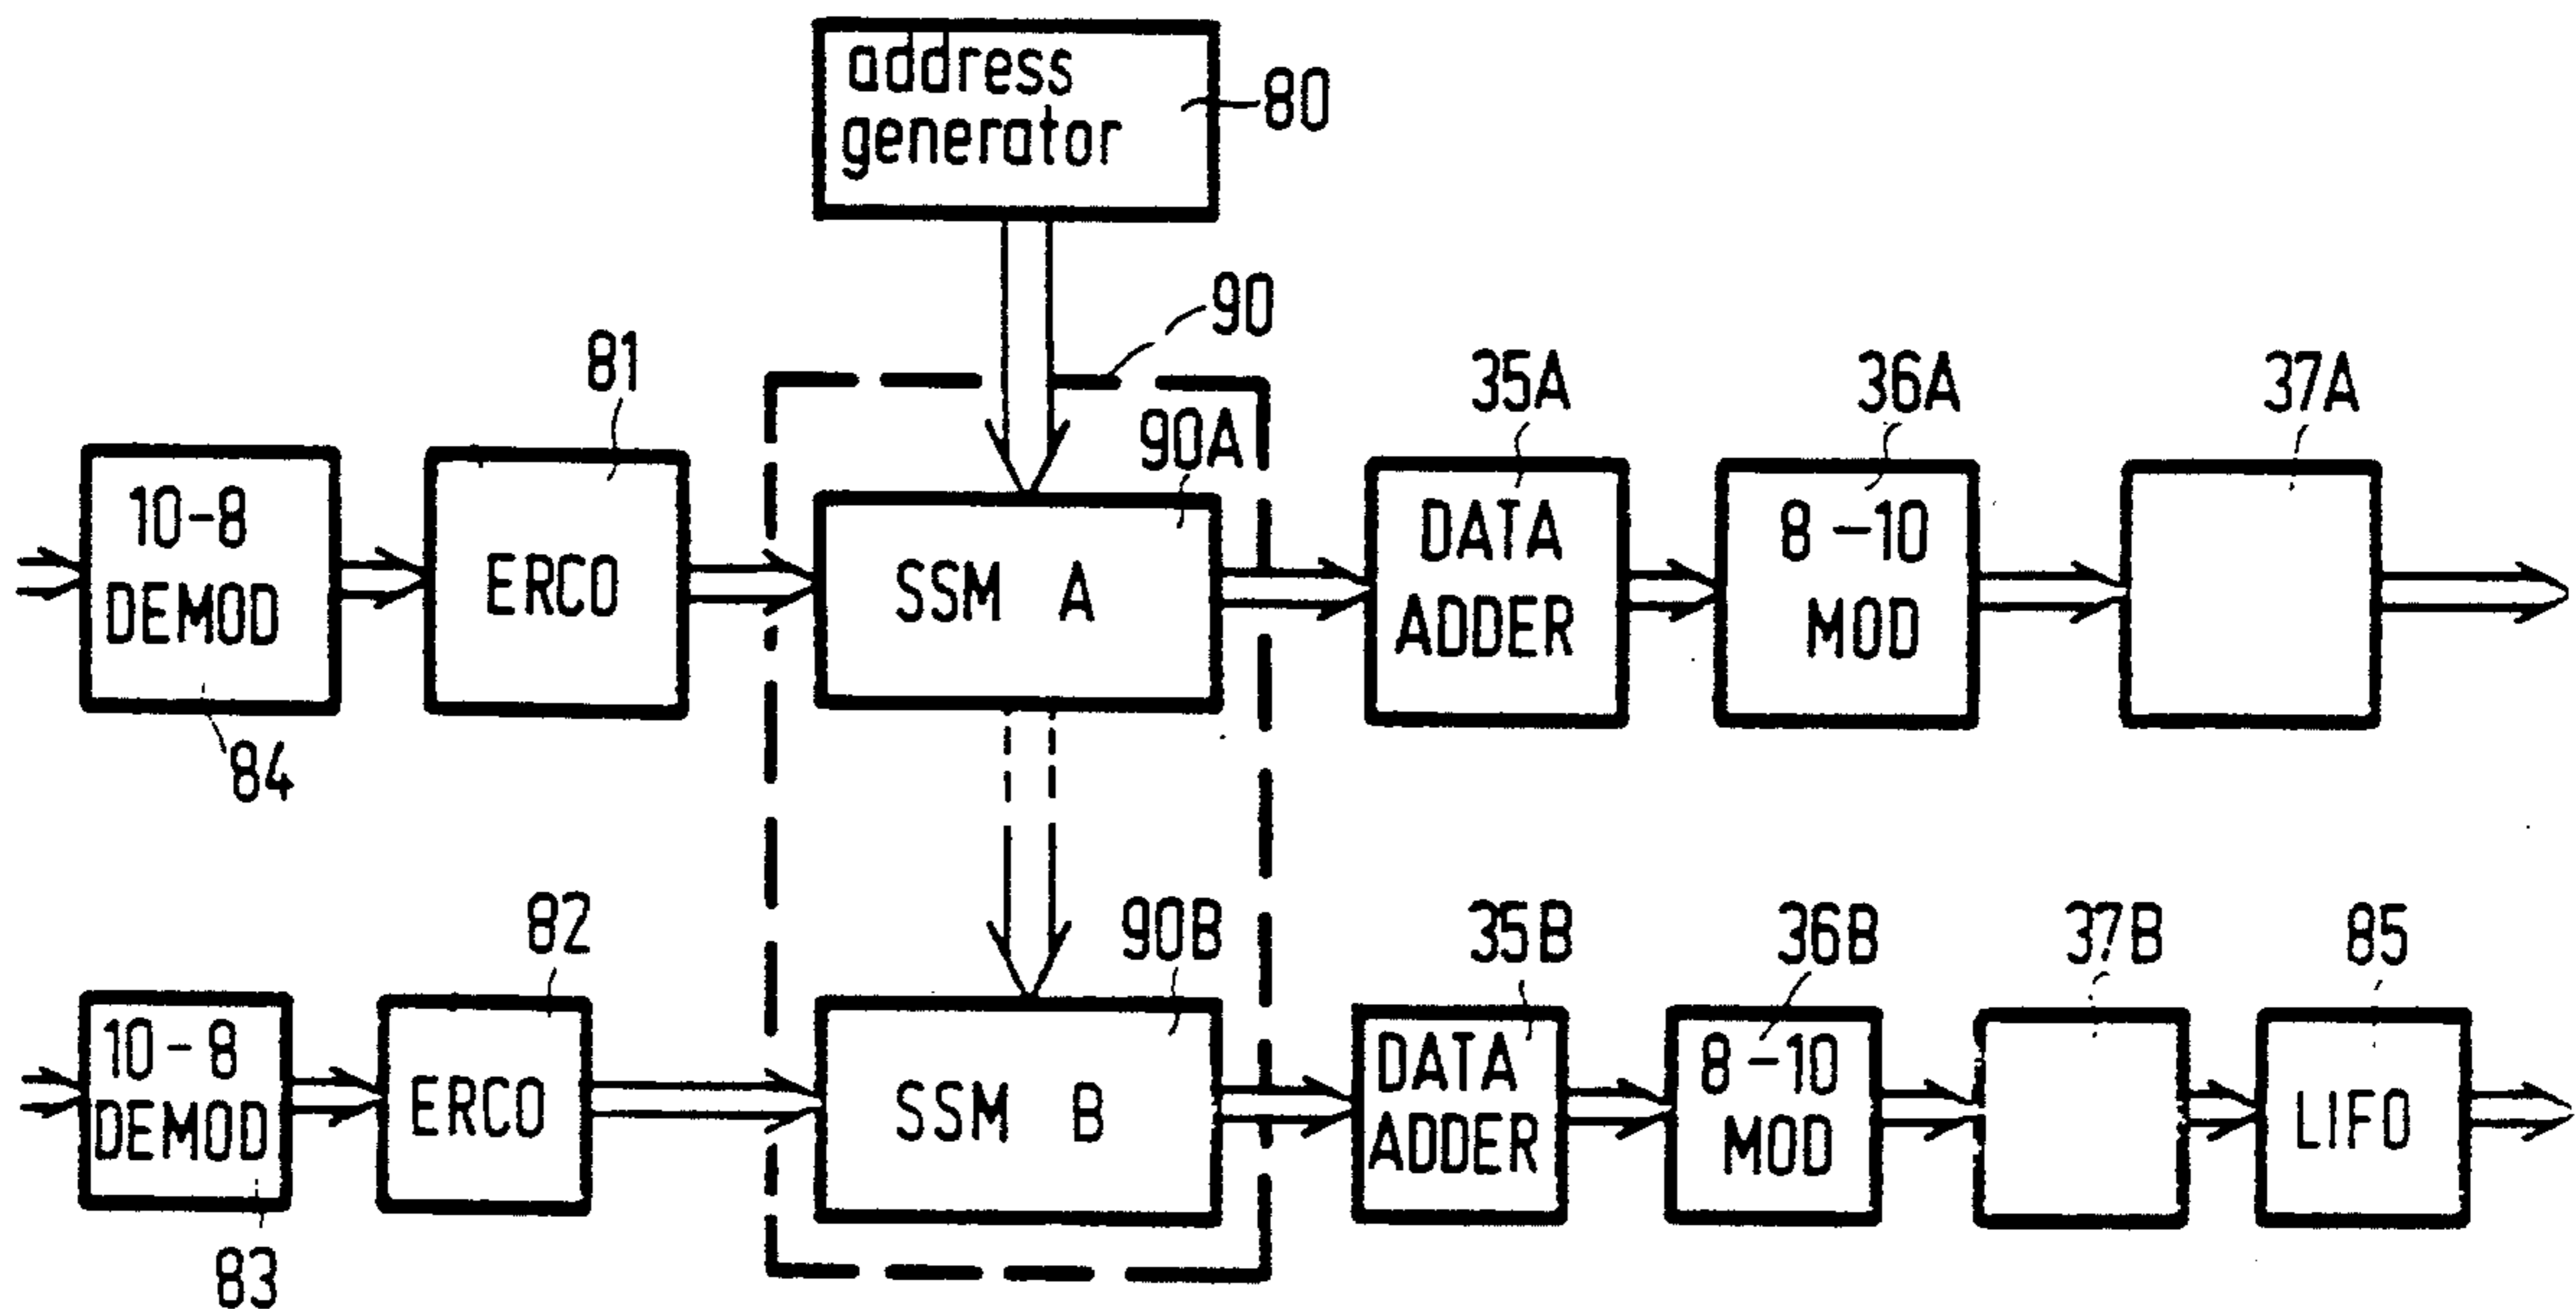 address
generator
80
90
81
90A
35A
36A
37A
10-8
DEMOD
ERCO
SSM A
DATA
ADDER
8-10
MOD
84
82
90B
35B
36B
37B
85
10-8
DEMOD
ERCO
SSM B
DATA
ADDER
8-10
MOD
LIFO
83